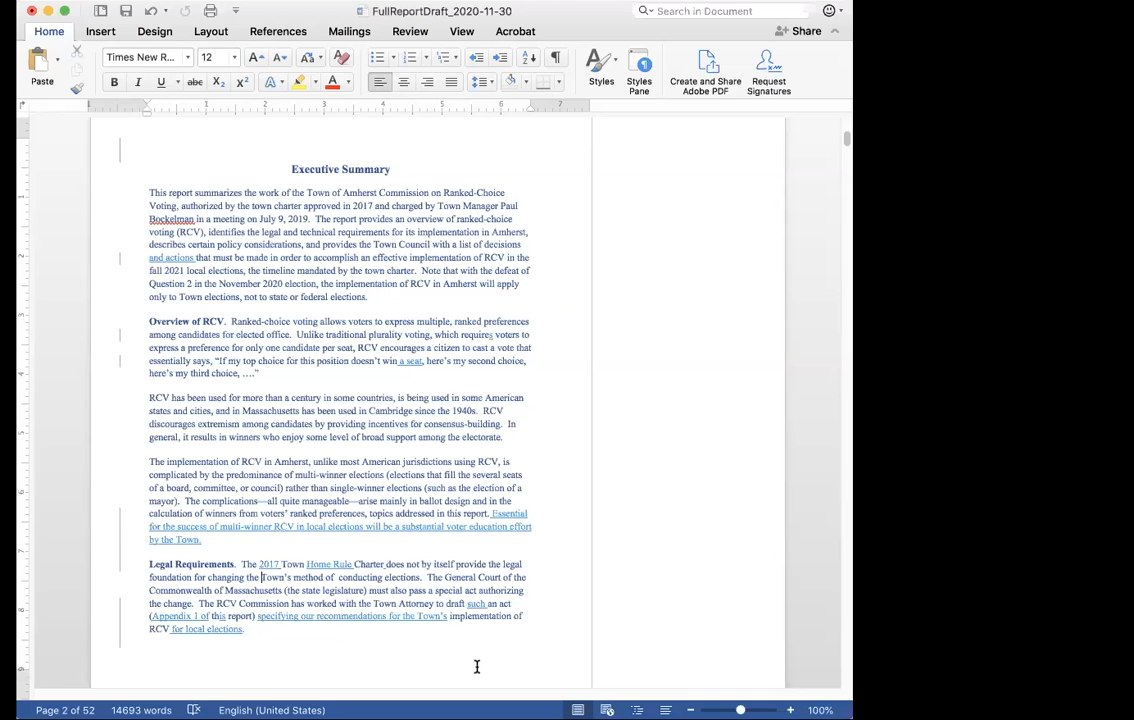 FullReportDraft_2020-11-30
Search in Document
Home Insert Design Layout References Mailings Review View Acrobat Share
Paste
Times New R... 12
Styles Styles Pane Create and Share Adobe PDF Request Signatures
B I U abc X2 X2 A A
1 2 3 4 5 6 7
Executive Summary
This report summarizes the work of the Town of Amherst Commission on Ranked-Choice
Voting, authorized by the town charter approved in 2017 and charged by Town Manager Paul
Bockelman in a meeting on July 9, 2019. The report provides an overview of ranked-choice
voting (RCV), identifies the legal and technical requirements for its implementation in Amherst,
describes certain policy considerations, and provides the Town Council with a list of decisions
and actions that must be made in order to accomplish an effective implementation of RCV in the
fall 2021 local elections, the timeline mandated by the town charter. Note that with the defeat of
Question 2 in the November 2020 election, the implementation of RCV in Amherst will apply
only to Town elections, not to state or federal elections.
Overview of RCV. Ranked-choice voting allows voters to express multiple, ranked preferences
among candidates for elected office. Unlike traditional plurality voting, which requires voters to
express a preference for only one candidate per seat, RCV encourages a citizen to cast a vote that
essentially says, “If my top choice for this position doesn’t win a seat, here’s my second choice,
here’s my third choice, ….”
RCV has been used for more than a century in some countries, is being used in some American
states and cities, and in Massachusetts has been used in Cambridge since the 1940s. RCV
discourages extremism among candidates by providing incentives for consensus-building. In
general, it results in winners who enjoy some level of broad support among the electorate.
The implementation of RCV in Amherst, unlike most American jurisdictions using RCV, is
complicated by the predominance of multi-winner elections (elections that fill the several seats
of a board, committee, or council) rather than single-winner elections (such as the election of a
mayor). The complications—all quite manageable—arise mainly in ballot design and in the
calculation of winners from voters’ ranked preferences, topics addressed in this report. Essential
for the success of multi-winner RCV in local elections will be a substantial voter education effort
by the Town.
Legal Requirements. The 2017 Town Home Rule Charter does not by itself provide the legal
foundation for changing the Town’s method of conducting elections. The General Court of the
Commonwealth of Massachusetts (the state legislature) must also pass a special act authorizing
the change. The RCV Commission has worked with the Town Attorney to draft such an act
(Appendix 1 of this report) specifying our recommendations for the Town’s implementation of
RCV for local elections.
Page 2 of 52 14693 words English (United States) 100%